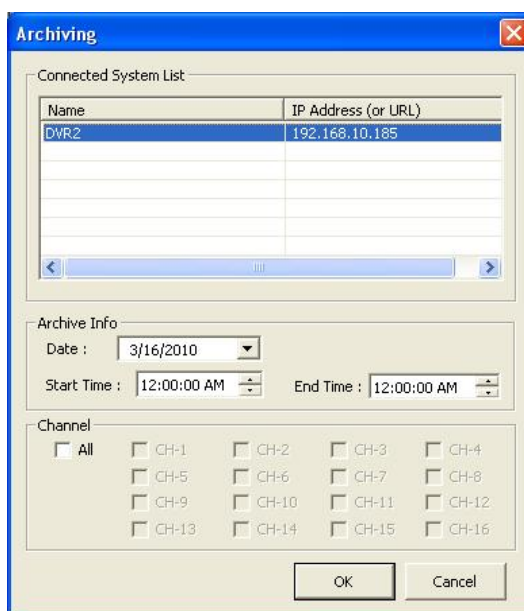 Archiving
Connected System List
Name IP Address (or URL)
DVR2 192.168.10.185
Archive Info
Date : 3/16/2010
Start Time : 12:00:00 AM End Time : 12:00:00 AM
Channel
All CH-1 CH-2 CH-3 CH-4
CH-5 CH-6 CH-7 CH-8
CH-9 CH-10 CH-11 CH-12
CH-13 CH-14 CH-15 CH-16
OK Cancel